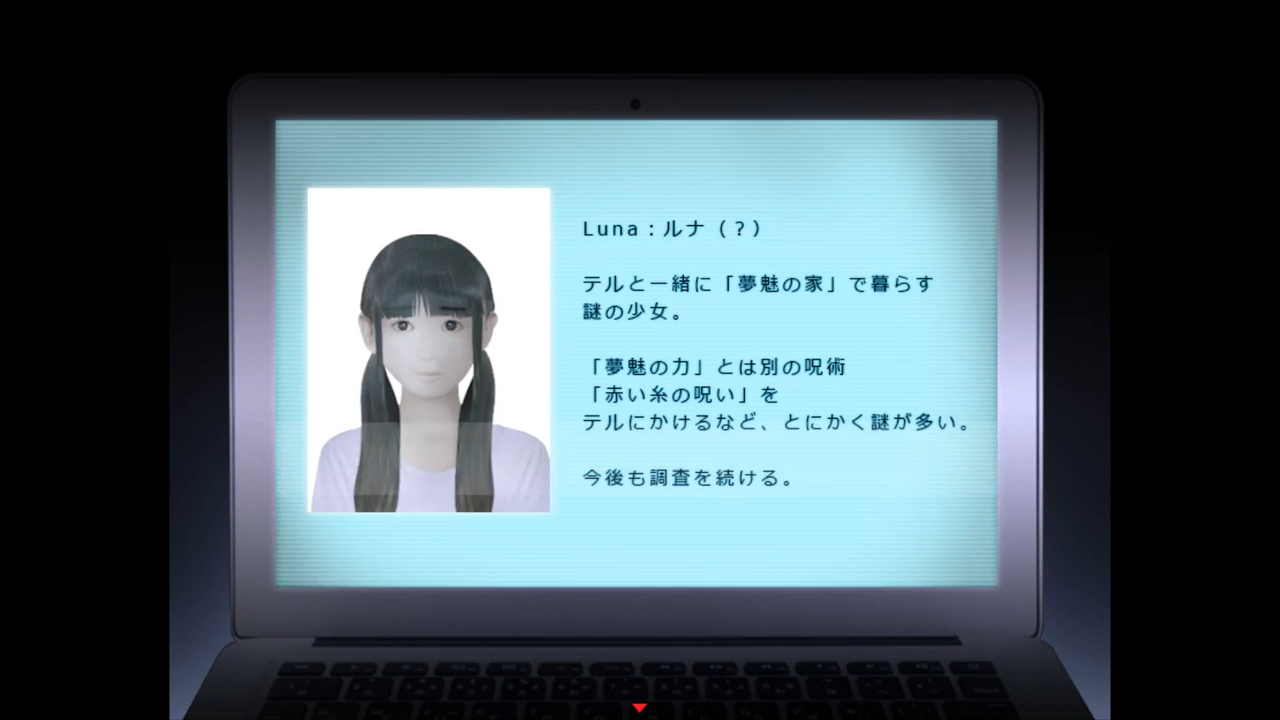 Luna：ルナ（？）
テルと一緒に「夢魅の家」で暮らす
謎の少女。
「夢魅の力」とは別の呪術
「赤い糸の呪い」を
テルにかけるなど、とにかく謎が多い。
今後も調査を続ける。